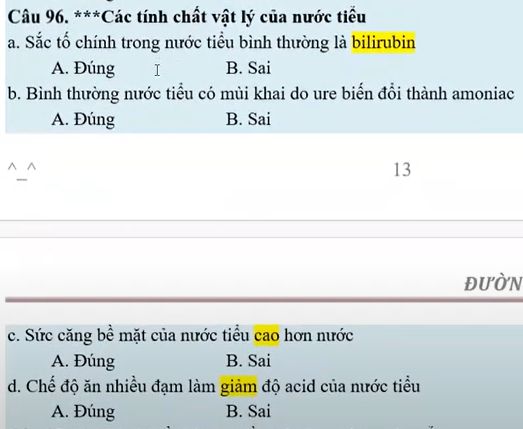 Câu 96. ***Các tính chất vật lý của nước tiểu
a. Sắc tố chính trong nước tiểu bình thường là bilirubin
A. Đúng B. Sai
b. Bình thường nước tiểu có mùi khai do ure biến đổi thành amoniac
A. Đúng B. Sai
^_^ 13
ĐƯỜN
c. Sức căng bề mặt của nước tiểu cao hơn nước
A. Đúng B. Sai
d. Chế độ ăn nhiều đạm làm giảm độ acid của nước tiểu
A. Đúng B. Sai